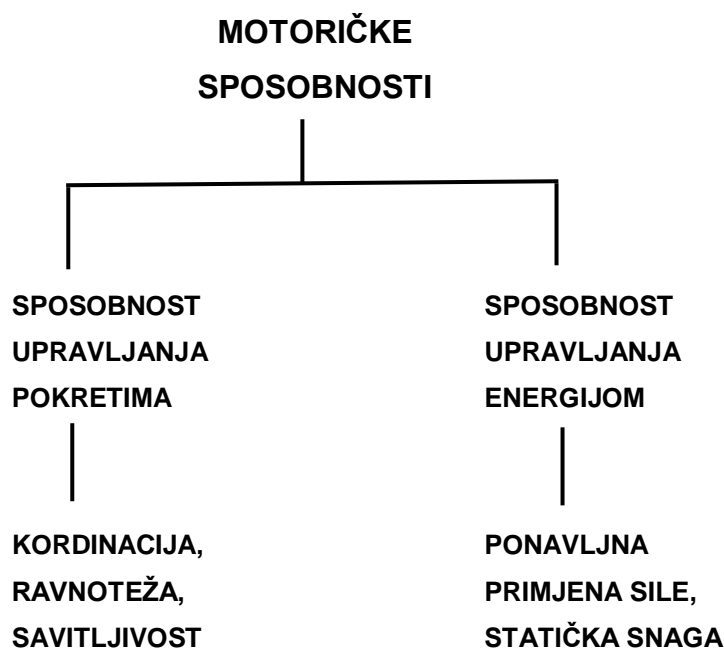 MOTORIČKE
SPOSOBNOSTI
SPOSOBNOST
UPRAVLJANJA
POKRETIMA
SPOSOBNOST
UPRAVLJANJA
ENERGIJOM
KORDINACIJA,
RAVNOTEŽA,
SAVITLJIVOST
PONAVLJNA
PRIMJENA SILE,
STATIČKA SNAGA